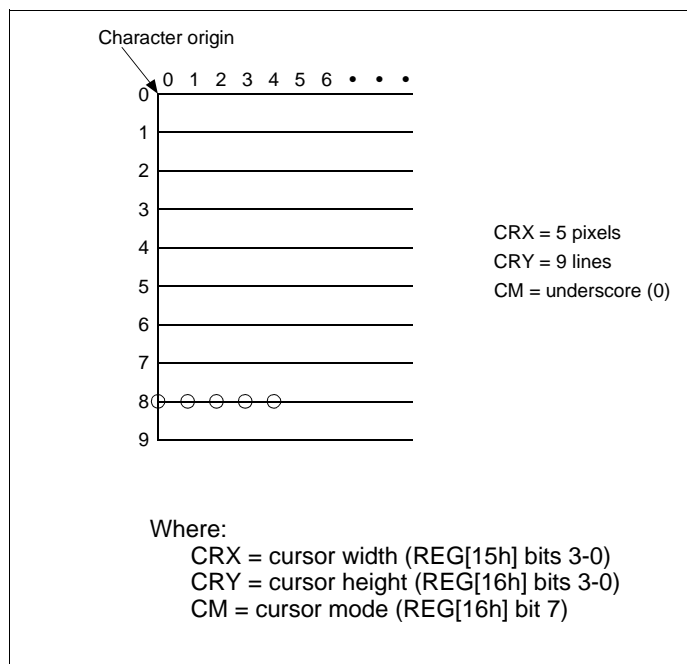 Character origin
0 1 2 3 4 5 6 • • •
0
1
2
3
CRX = 5 pixels
4
CRY = 9 lines
5
CM = underscore (0)
6
7
8
9
Where:
CRX = cursor width (REG[15h] bits 3-0)
CRY = cursor height (REG[16h] bits 3-0)
CM = cursor mode (REG[16h] bit 7)